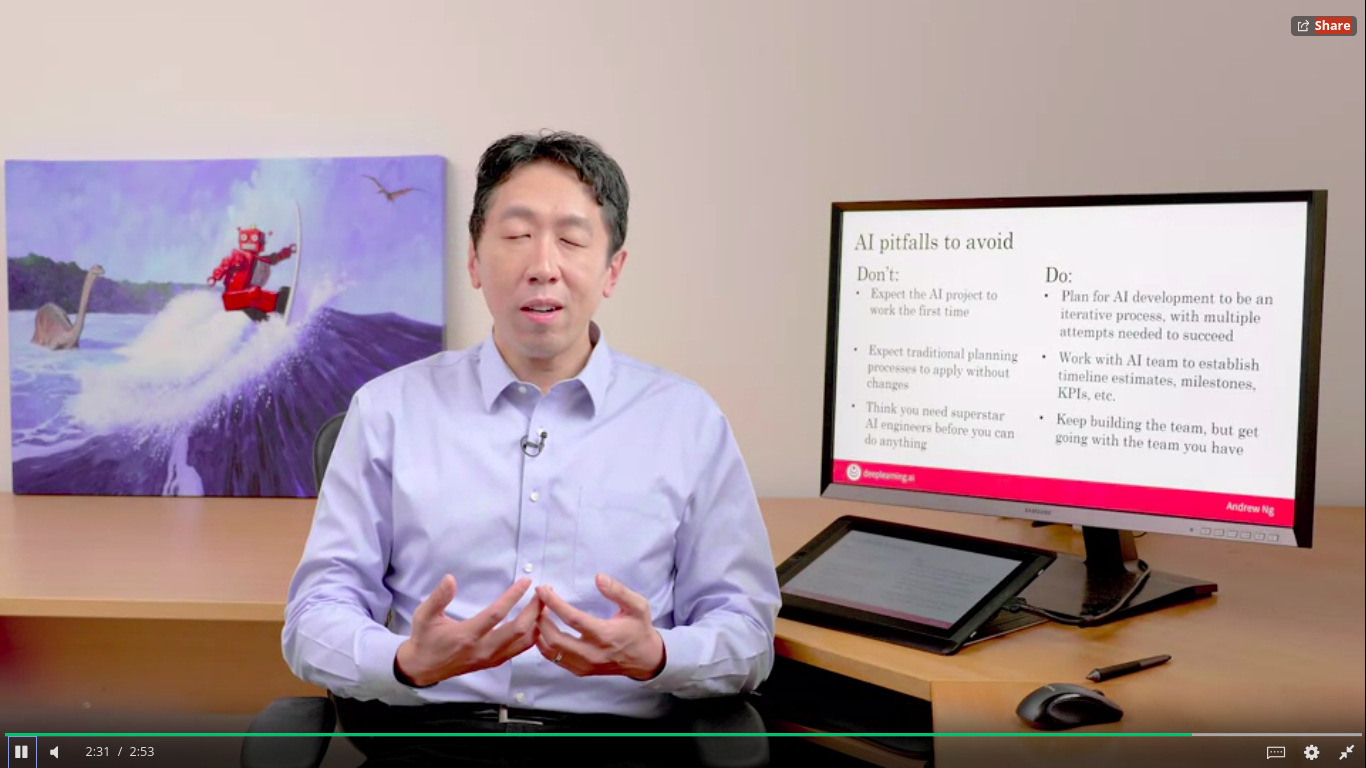 Share
AI pitfalls to avoid
Don't:
• Expect the AI project to
work the first time
• Expect traditional planning
processes to apply without
changes
• Think you need superstar
AI engineers before you can
do anything
Do:
• Plan for AI development to be an
iterative process, with multiple
attempts needed to succeed
• Work with AI team to establish
timeline estimates, milestones,
KPIs, etc.
• Keep building the team, but get
going with the team you have
deeplearning.ai
Andrew Ng
SAMSUNG
2:31 / 2:53